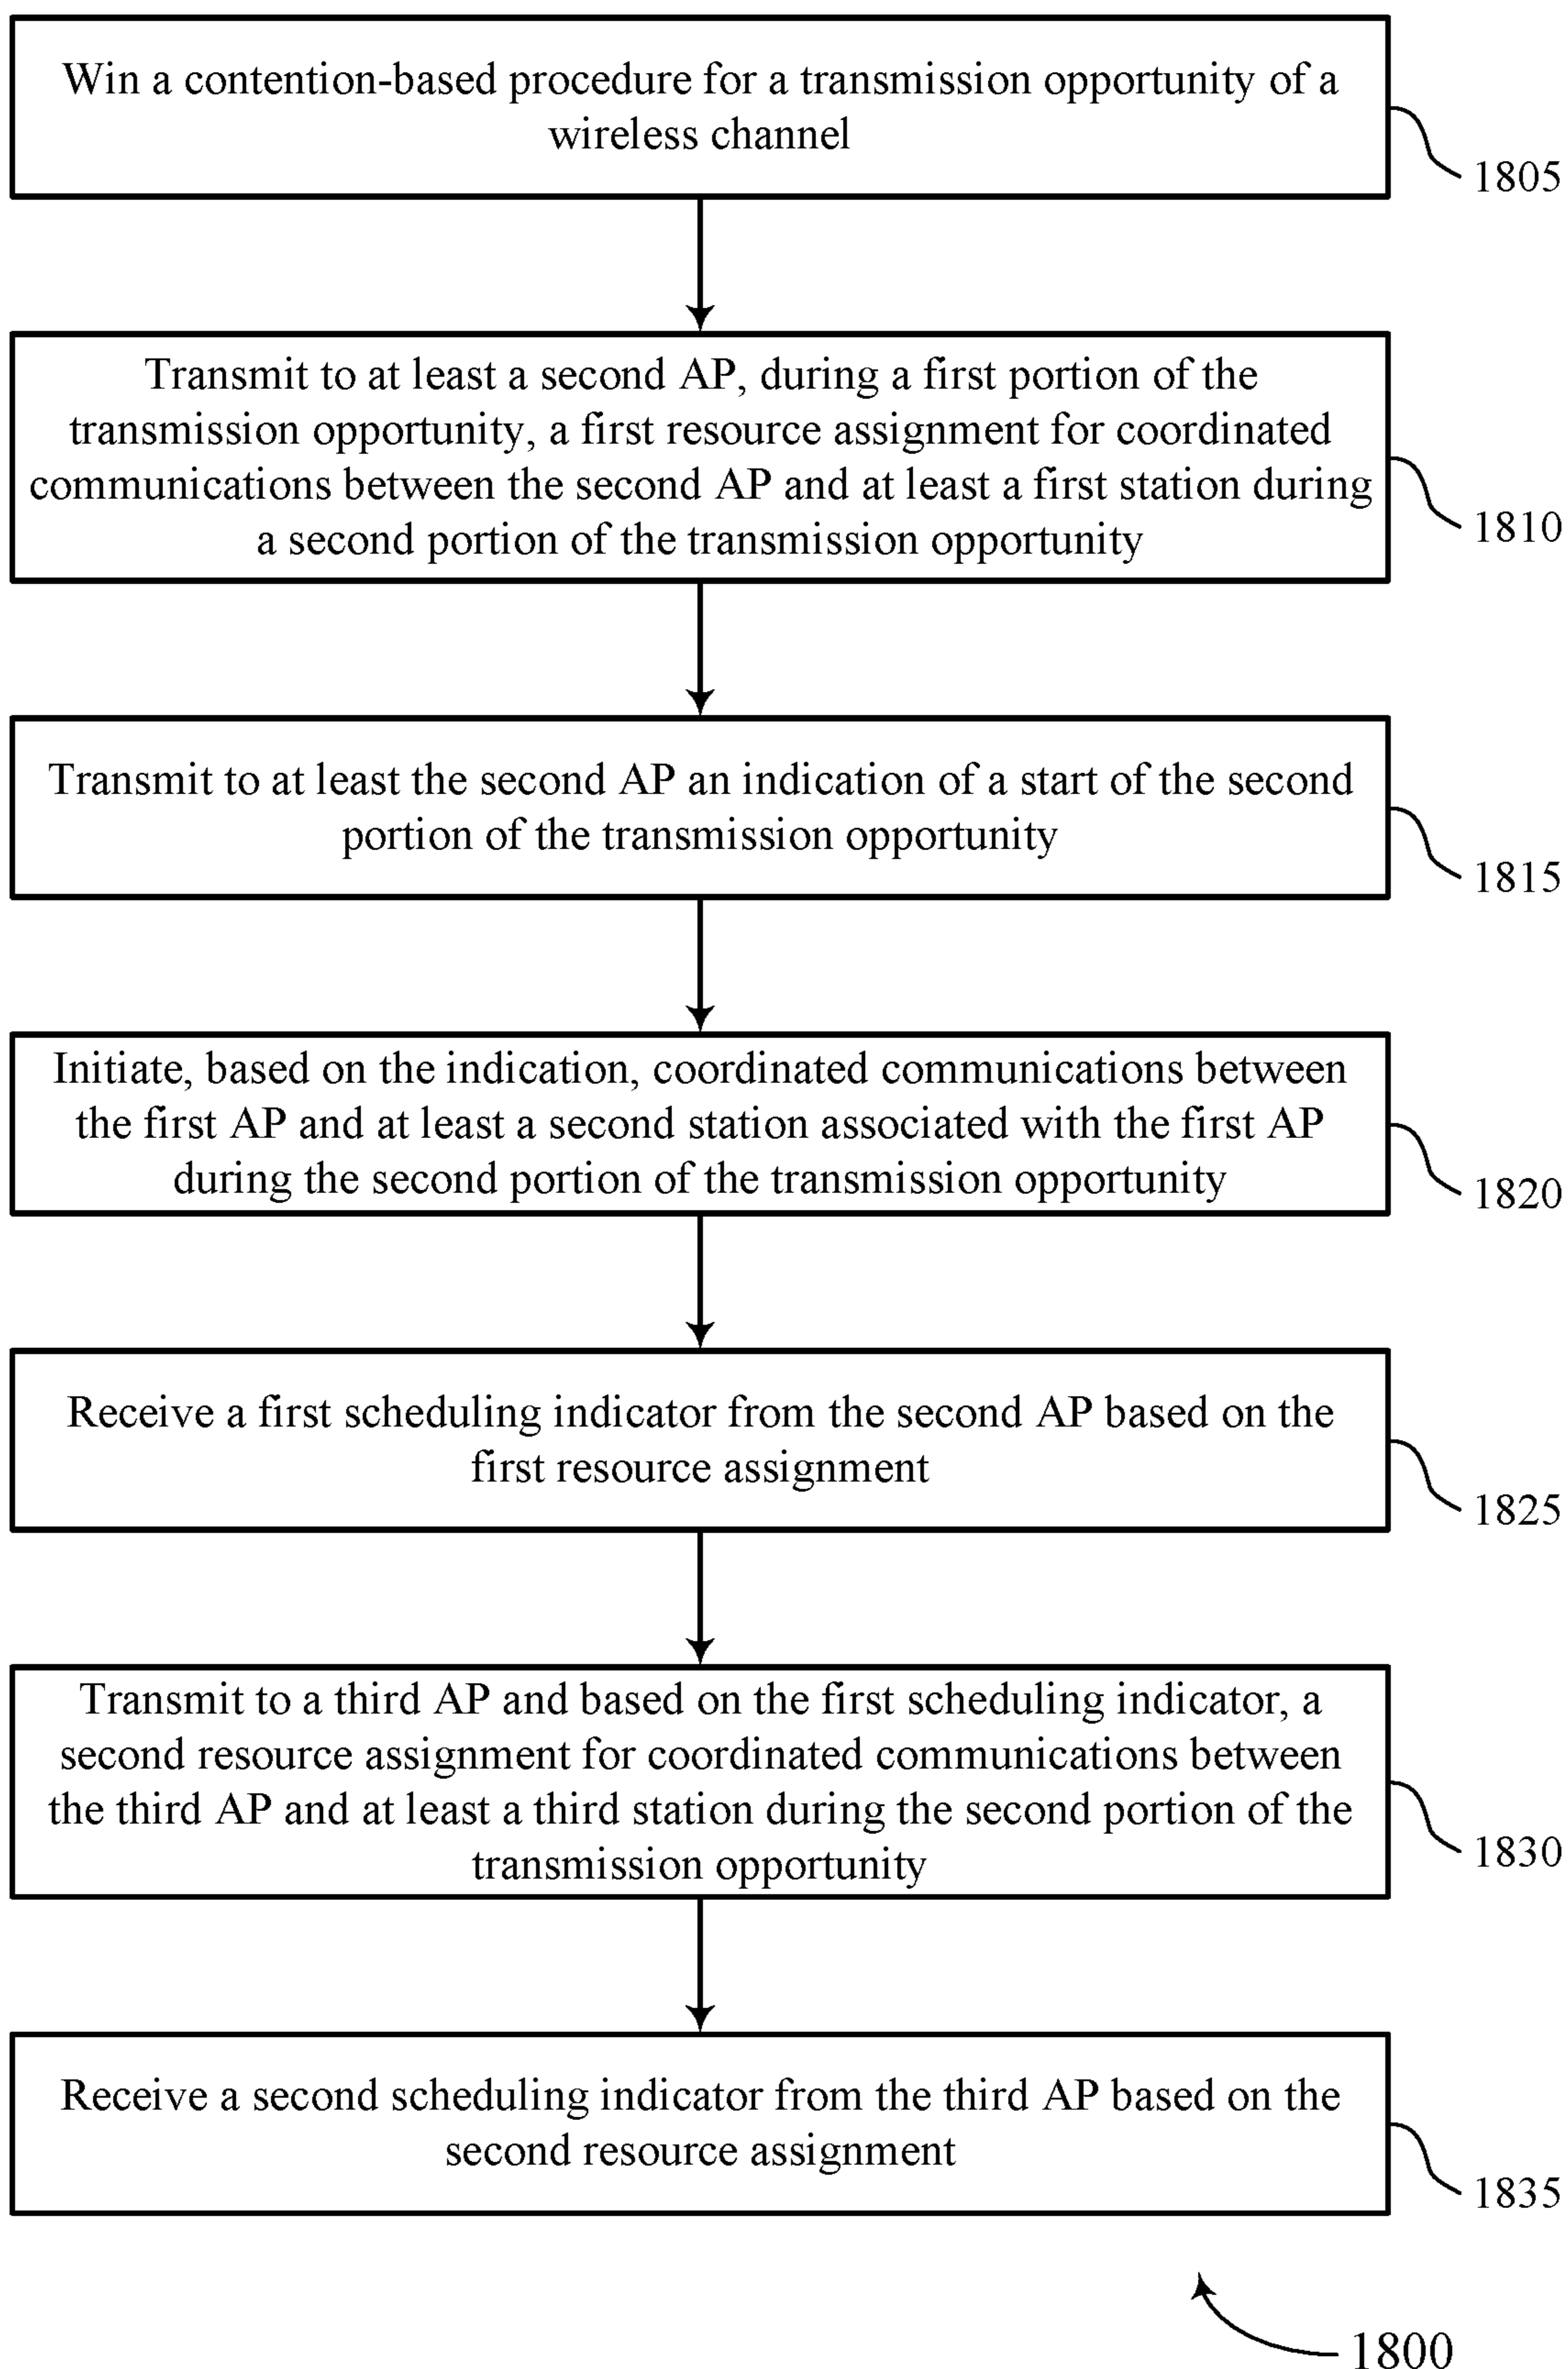 Win a contention-based procedure for a transmission opportunity of a
wireless channel
1805
Transmit to at least a second AP, during a first portion of the
transmission opportunity, a first resource assignment for coordinated
communications between the second AP and at least a first station during
a second portion of the transmission opportunity
1810
Transmit to at least the second AP an indication of a start of the second
portion of the transmission opportunity
1815
Initiate, based on the indication, coordinated communications between
the first AP and at least a second station associated with the first AP
during the second portion of the transmission opportunity
1820
Receive a first scheduling indicator from the second AP based on the
first resource assignment
1825
Transmit to a third AP and based on the first scheduling indicator, a
second resource assignment for coordinated communications between
the third AP and at least a third station during the second portion of the
transmission opportunity
1830
Receive a second scheduling indicator from the third AP based on the
second resource assignment
1835
1800